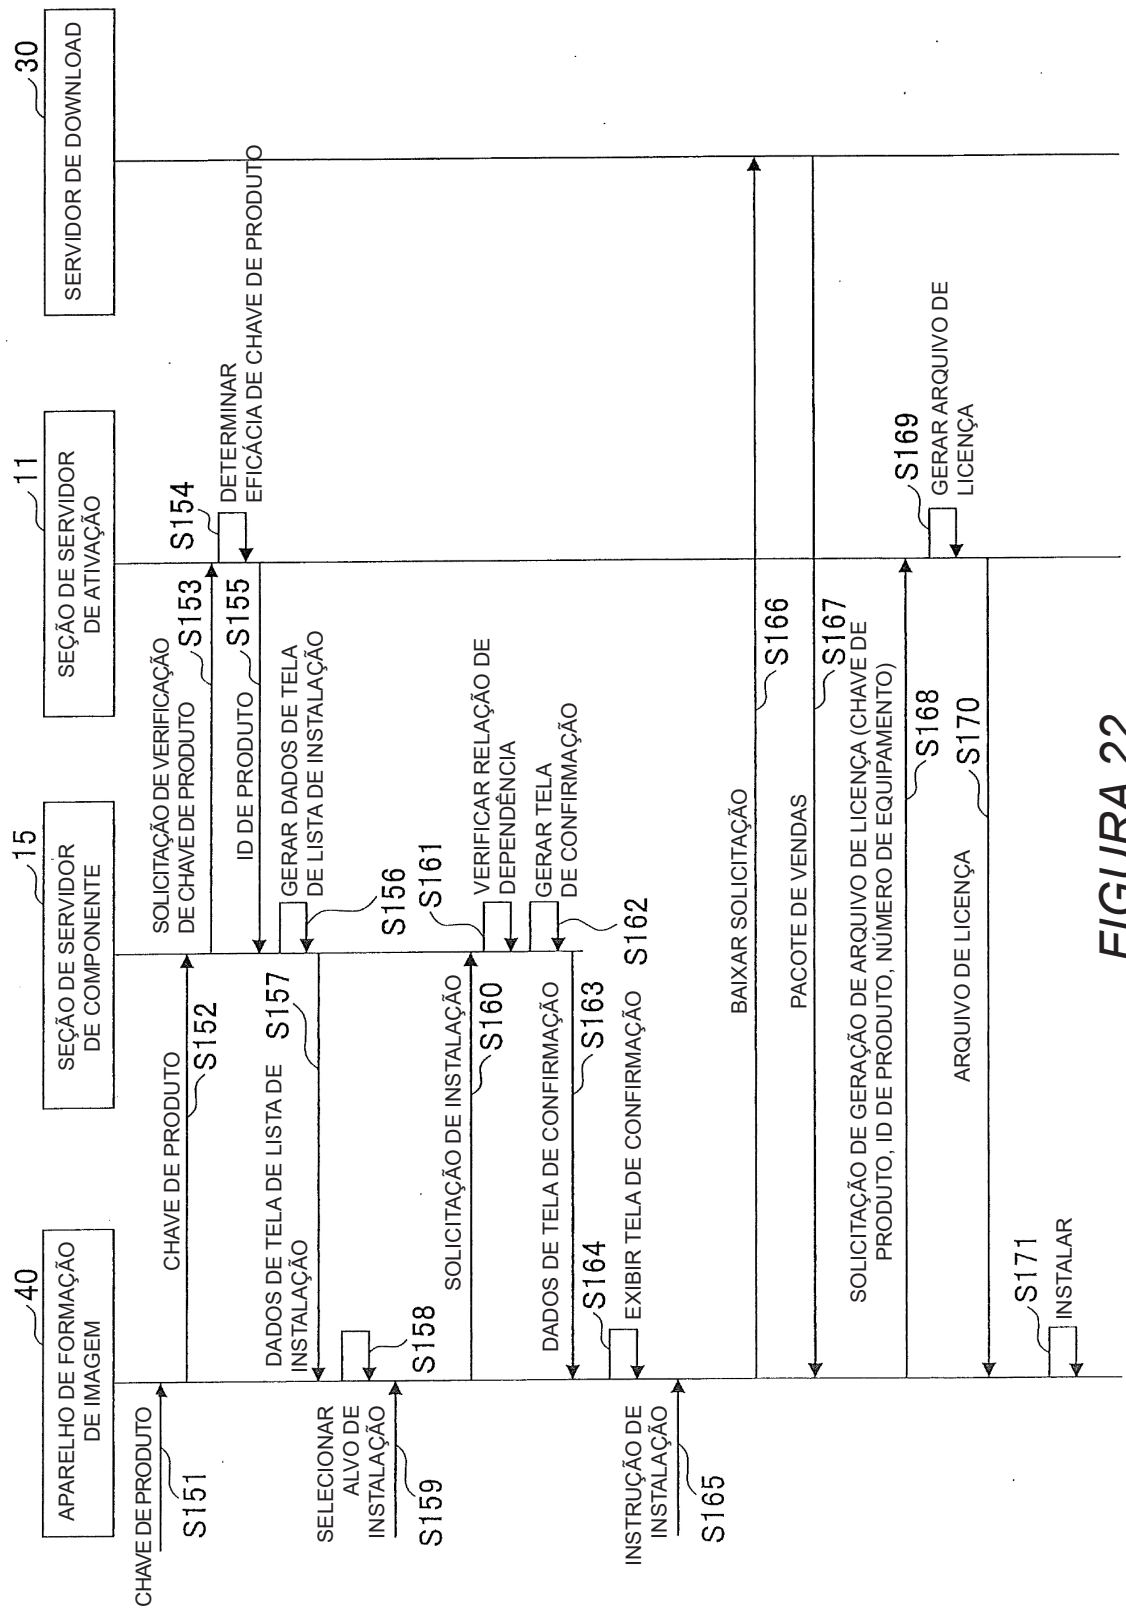 40
APARELHO DE FORMAÇÃO
DE IMAGEM
15
SEÇÃO DE SERVIDOR
DE COMPONENTE
11
SEÇÃO DE SERVIDOR
DE ATIVAÇÃO
30
SERVIDOR DE DOWNLOAD
CHAVE DE PRODUTO
S151
CHAVE DE PRODUTO
S152
SOLICITAÇÃO DE VERIFICAÇÃO
DE CHAVE DE PRODUTO
S153
S154
DETERMINAR
EFICÁCIA DE CHAVE DE PRODUTO
ID DE PRODUTO
S155
GERAR DADOS DE TELA
DE LISTA DE INSTALAÇÃO
S156
DADOS DE TELA DE LISTA DE
INSTALAÇÃO
S157
S158
SELECIONAR
ALVO DE
INSTALAÇÃO
S159
SOLICITAÇÃO DE INSTALAÇÃO
S160
S161
VERIFICAR RELAÇÃO DE
DEPENDÊNCIA
GERAR TELA
DE CONFIRMAÇÃO
S162
DADOS DE TELA DE CONFIRMAÇÃO
S163
S164
EXIBIR TELA DE CONFIRMAÇÃO
INSTRUÇÃO DE
INSTALAÇÃO
S165
BAIXAR SOLICITAÇÃO
S166
PACOTE DE VENDAS
S167
SOLICITAÇÃO DE GERAÇÃO DE ARQUIVO DE LICENÇA (CHAVE DE
PRODUTO, ID DE PRODUTO, NÚMERO DE EQUIPAMENTO)
S168
S169
GERAR ARQUIVO DE
LICENÇA
ARQUIVO DE LICENÇA
S170
S171
INSTALAR
FIGURA 22